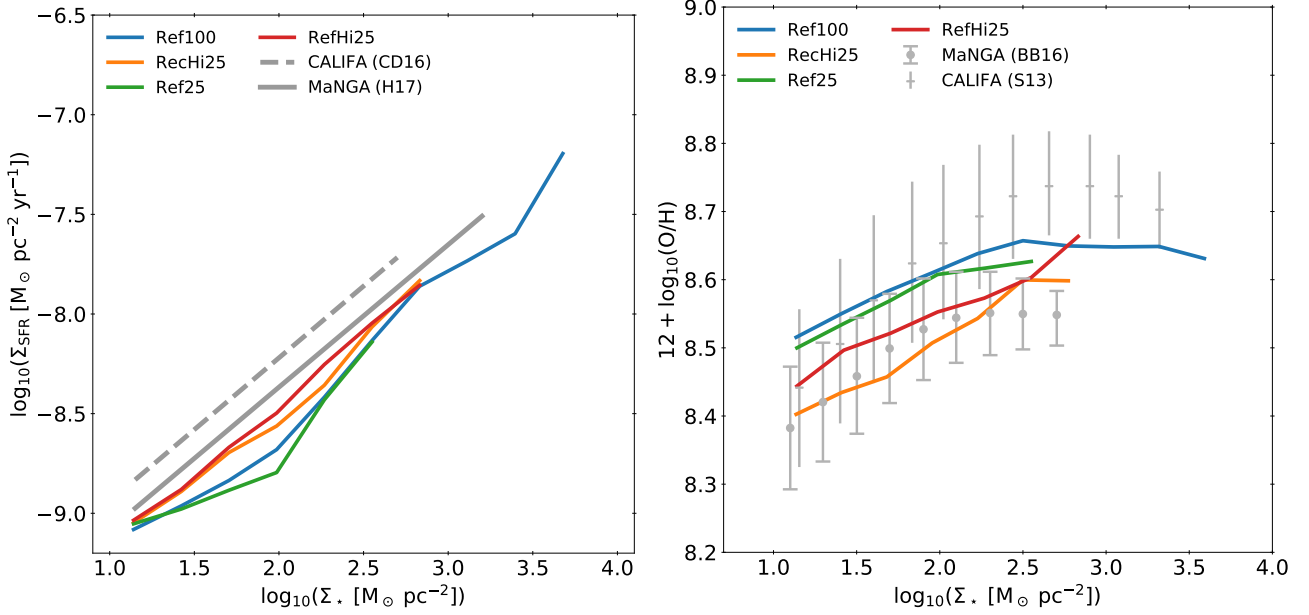 −6.5
−7.0
−7.5
−8.0
−8.5
−9.0
log₁₀(Σ_SFR [M⊙ pc⁻² yr⁻¹])
Ref100
RecHi25
Ref25
RefHi25
CALIFA (CD16)
MaNGA (H17)
1.0 1.5 2.0 2.5 3.0 3.5 4.0
log₁₀(Σ⋆ [M⊙ pc⁻²])
9.0
8.9
8.8
8.7
8.6
8.5
8.4
8.3
8.2
12 + log₁₀(O/H)
Ref100
RecHi25
Ref25
RefHi25
MaNGA (BB16)
CALIFA (S13)
1.0 1.5 2.0 2.5 3.0 3.5 4.0
log₁₀(Σ⋆ [M⊙ pc⁻²])